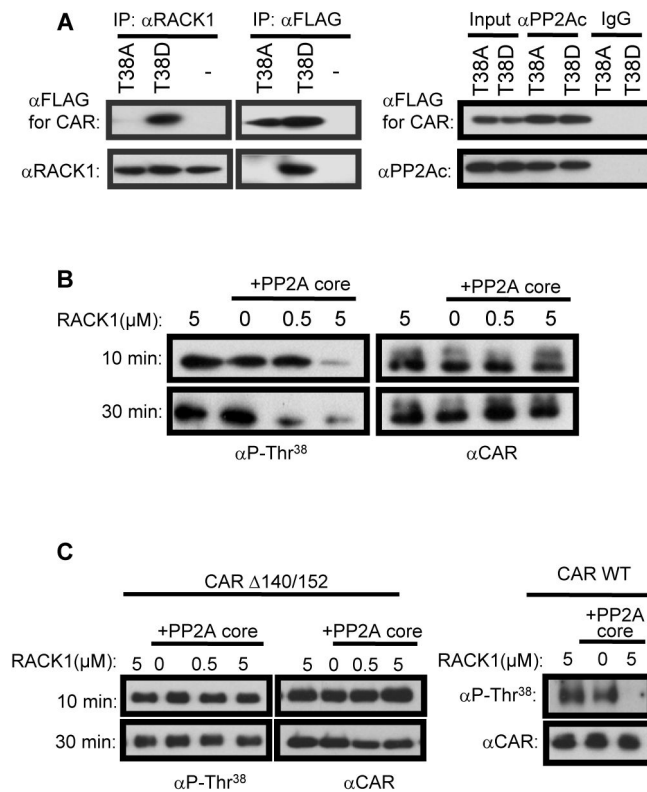 A
IP: αRACK1 IP: αFLAG Input αPP2Ac IgG
T38A T38D - T38A T38D - T38A T38D T38A T38D T38A T38D
αFLAG for CAR: αFLAG for CAR:
αRACK1: αPP2Ac:
B
+PP2A core +PP2A core
RACK1(μM): 5 0 0.5 5 5 0 0.5 5
10 min:
30 min:
αP-Thr38 αCAR
C
CAR Δ140/152 CAR WT
+PP2A core +PP2A core +PP2A core
RACK1(μM): 5 0 0.5 5 5 0 0.5 5 RACK1(μM): 5 0 5
10 min: αP-Thr38:
30 min: αCAR:
αP-Thr38 αCAR